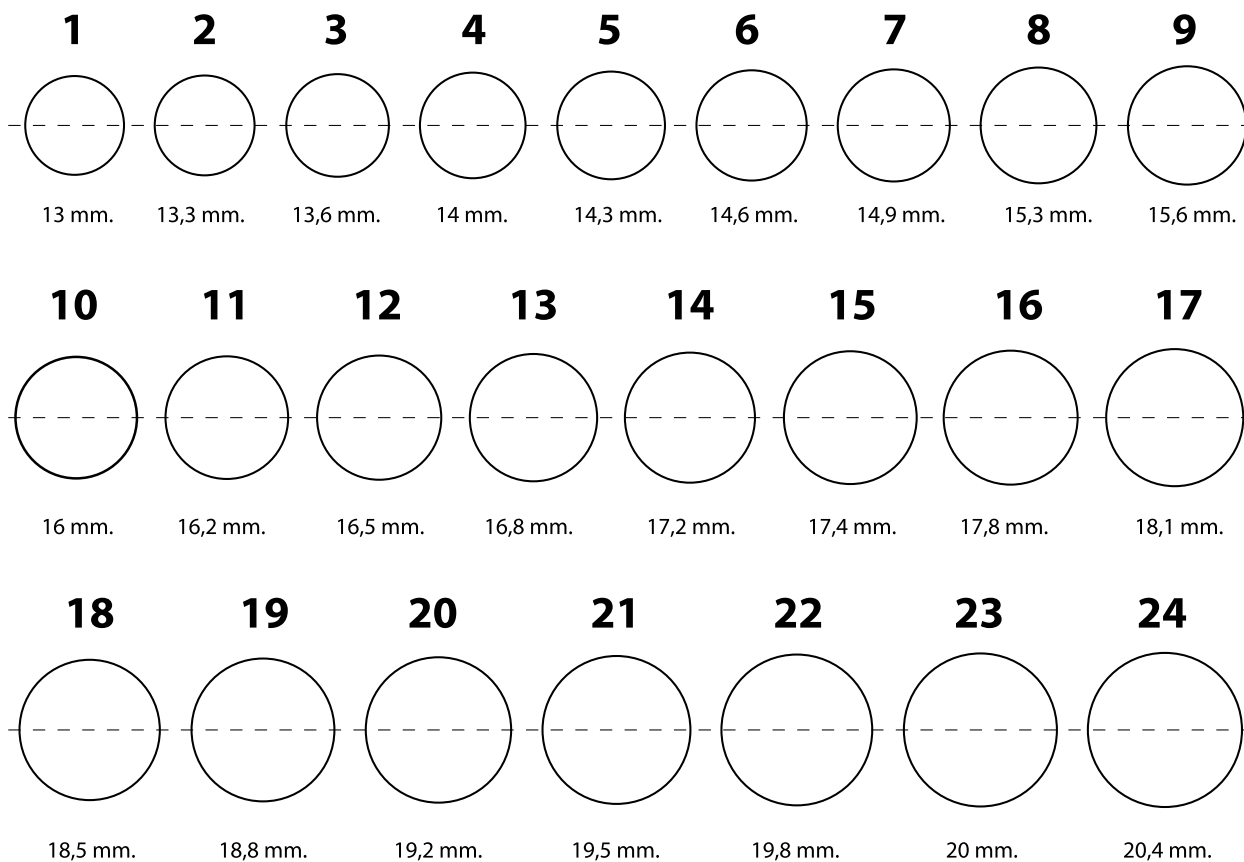 1 2 3 4 5 6 7 8 9
13 mm. 13,3 mm. 13,6 mm. 14 mm. 14,3 mm. 14,6 mm. 14,9 mm. 15,3 mm. 15,6 mm.
10 11 12 13 14 15 16 17
16 mm. 16,2 mm. 16,5 mm. 16,8 mm. 17,2 mm. 17,4 mm. 17,8 mm. 18,1 mm.
18 19 20 21 22 23 24
18,5 mm. 18,8 mm. 19,2 mm. 19,5 mm. 19,8 mm. 20 mm. 20,4 mm.